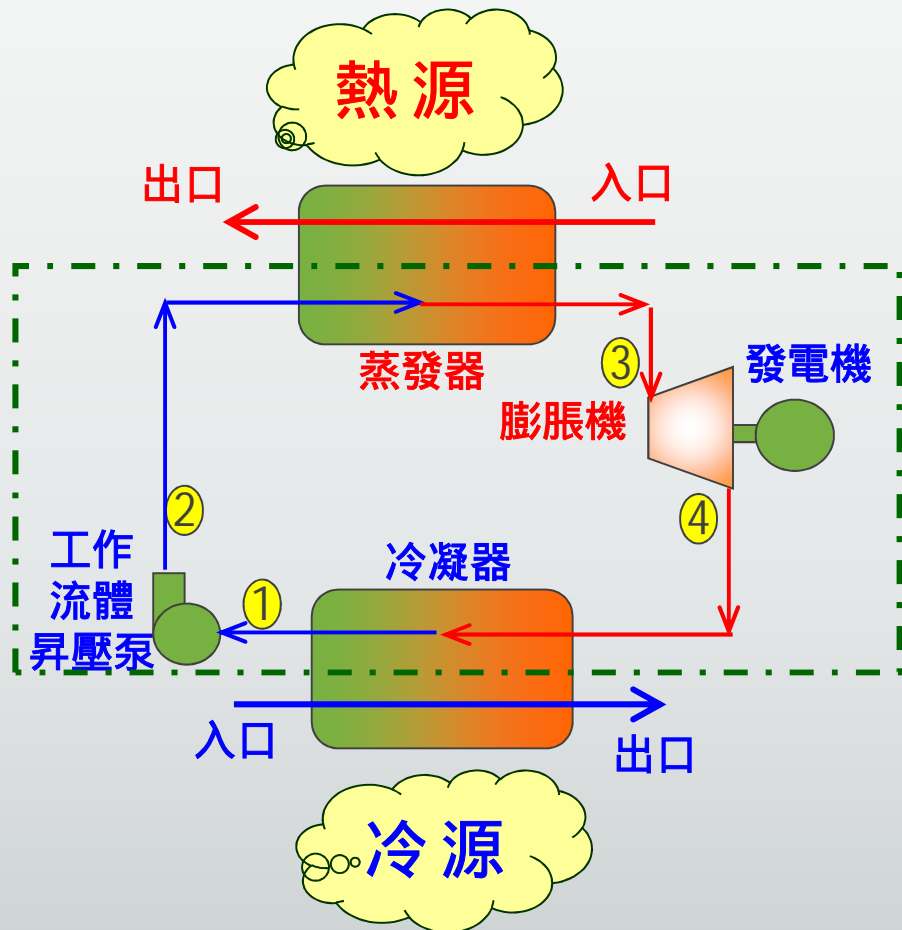 熱源
出口
入口
蒸發器
③
發電機
膨脹機
②
④
工作
流體
昇壓泵
冷凝器
①
入口
出口
冷源